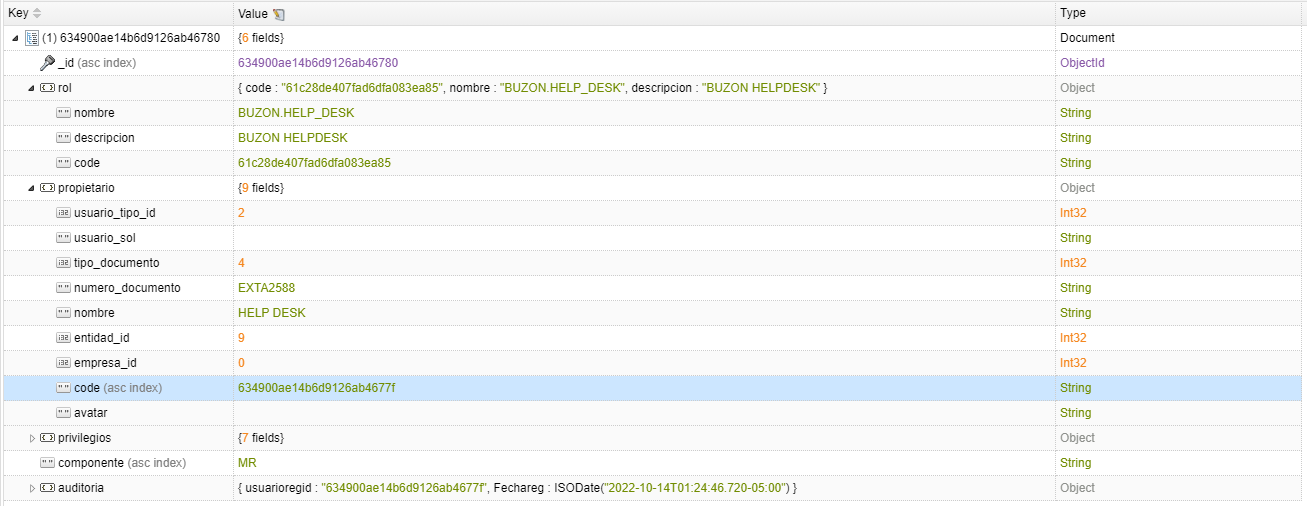 Key Value Type
(1) 634900ae14b6d9126ab46780 {6 fields} Document
_id (asc index) 634900ae14b6d9126ab46780 ObjectId
rol { code : "61c28de407fad6dfa083ea85", nombre : "BUZON.HELP_DESK", descripcion : "BUZON HELPDESK" } Object
nombre BUZON.HELP_DESK String
descripcion BUZON HELPDESK String
code 61c28de407fad6dfa083ea85 String
propietario {9 fields} Object
i32 usuario_tipo_id 2 Int32
usuario_sol String
i32 tipo_documento 4 Int32
numero_documento EXTA2588 String
nombre HELP DESK String
i32 entidad_id 9 Int32
i32 empresa_id 0 Int32
code (asc index) 634900ae14b6d9126ab4677f String
avatar String
privilegios {7 fields} Object
componente (asc index) MR String
auditoria { usuarioregid : "634900ae14b6d9126ab4677f", Fechareg : ISODate("2022-10-14T01:24:46.720-05:00") } Object